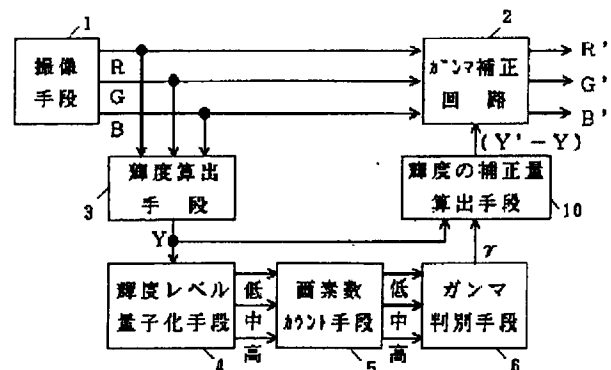 1
撮像
手段
R
G
B
2
ガンマ補正
回路
R'
G'
B'
(Y'-Y)
輝度算出
手段
3
輝度の補正量
算出手段
10
Y
γ
輝度レベル
量子化手段
4
低
中
高
画素数
カウント手段
5
低
中
高
ガンマ
判別手段
6